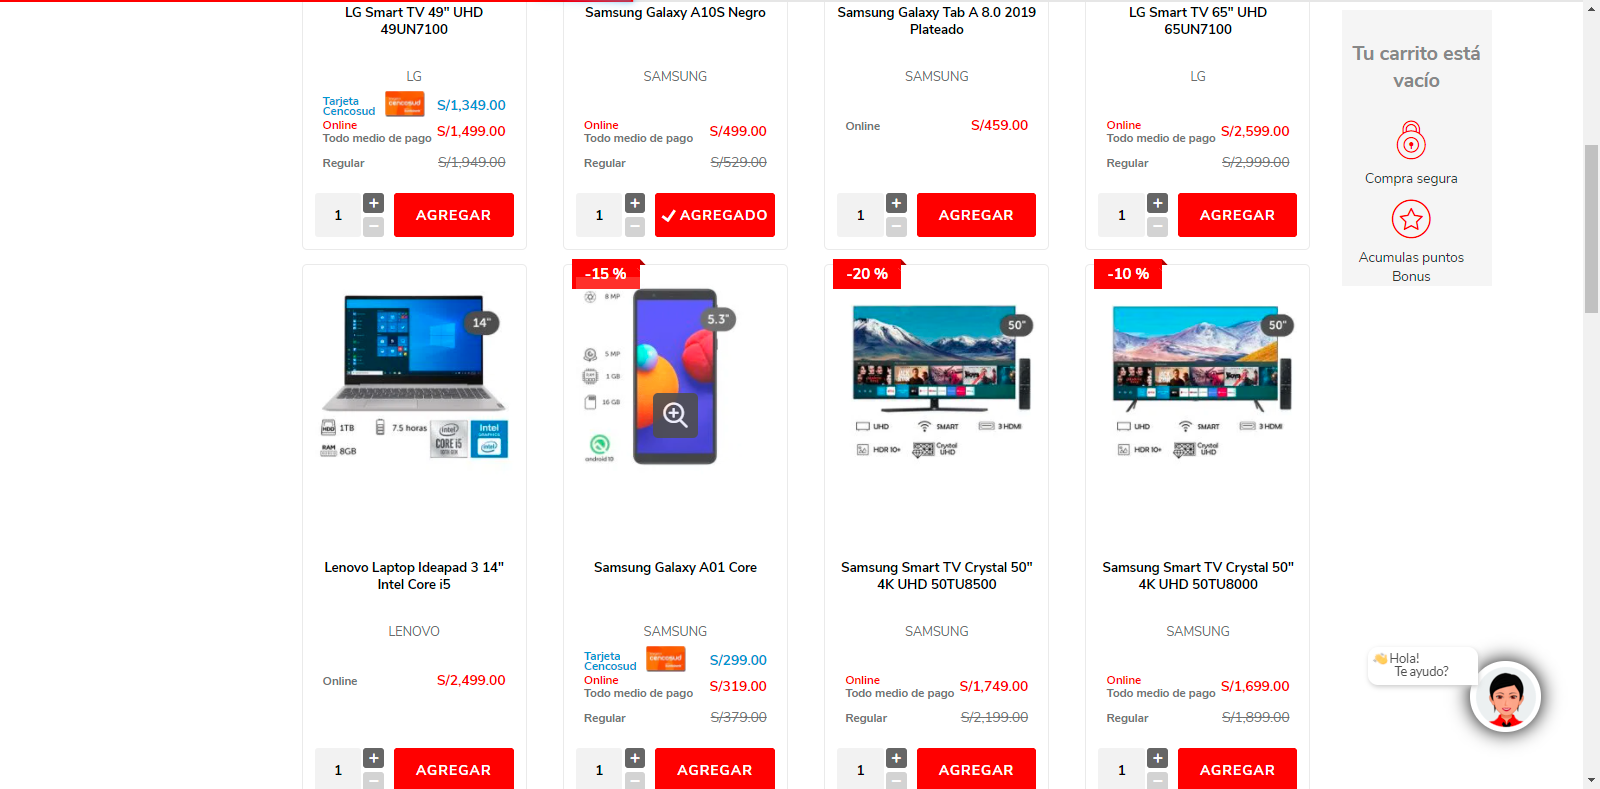 LG Smart TV 49" UHD
49UN7100
LG
Tarjeta
Cencosud
cencosud
S/1,349.00
Online
Todo medio de pago
S/1,499.00
Regular
S/1,949.00
1
+
−
AGREGAR
Samsung Galaxy A10S Negro
SAMSUNG
Online
Todo medio de pago
S/499.00
Regular
S/529.00
1
+
−
AGREGADO
Samsung Galaxy Tab A 8.0 2019
Plateado
SAMSUNG
Online
S/459.00
1
+
−
AGREGAR
LG Smart TV 65" UHD
65UN7100
LG
Online
Todo medio de pago
S/2,599.00
Regular
S/2,999.00
1
+
−
AGREGAR
Tu carrito está
vacío
Compra segura
Acumulas puntos
Bonus
14"
HDD 1TB
7.5 horas
RAM 8GB
intel
CORE i5
Intel
intel
Lenovo Laptop Ideapad 3 14"
Intel Core i5
LENOVO
Online
S/2,499.00
1
+
−
AGREGAR
-15 %
8 MP
5.3"
5 MP
1 GB
16 GB
android10
Samsung Galaxy A01 Core
SAMSUNG
Tarjeta
Cencosud
cencosud
S/299.00
Online
Todo medio de pago
S/319.00
Regular
S/379.00
1
+
−
AGREGAR
-20 %
50"
UHD
SMART
3 HDMI
HDR 10+
Crystal
UHD
Samsung Smart TV Crystal 50"
4K UHD 50TU8500
SAMSUNG
Online
Todo medio de pago
S/1,749.00
Regular
S/2,199.00
1
+
−
AGREGAR
-10 %
50"
UHD
SMART
3 HDMI
HDR 10+
Crystal
UHD
Samsung Smart TV Crystal 50"
4K UHD 50TU8000
SAMSUNG
Online
Todo medio de pago
S/1,699.00
Regular
S/1,899.00
1
+
−
AGREGAR
Hola!
Te ayudo?